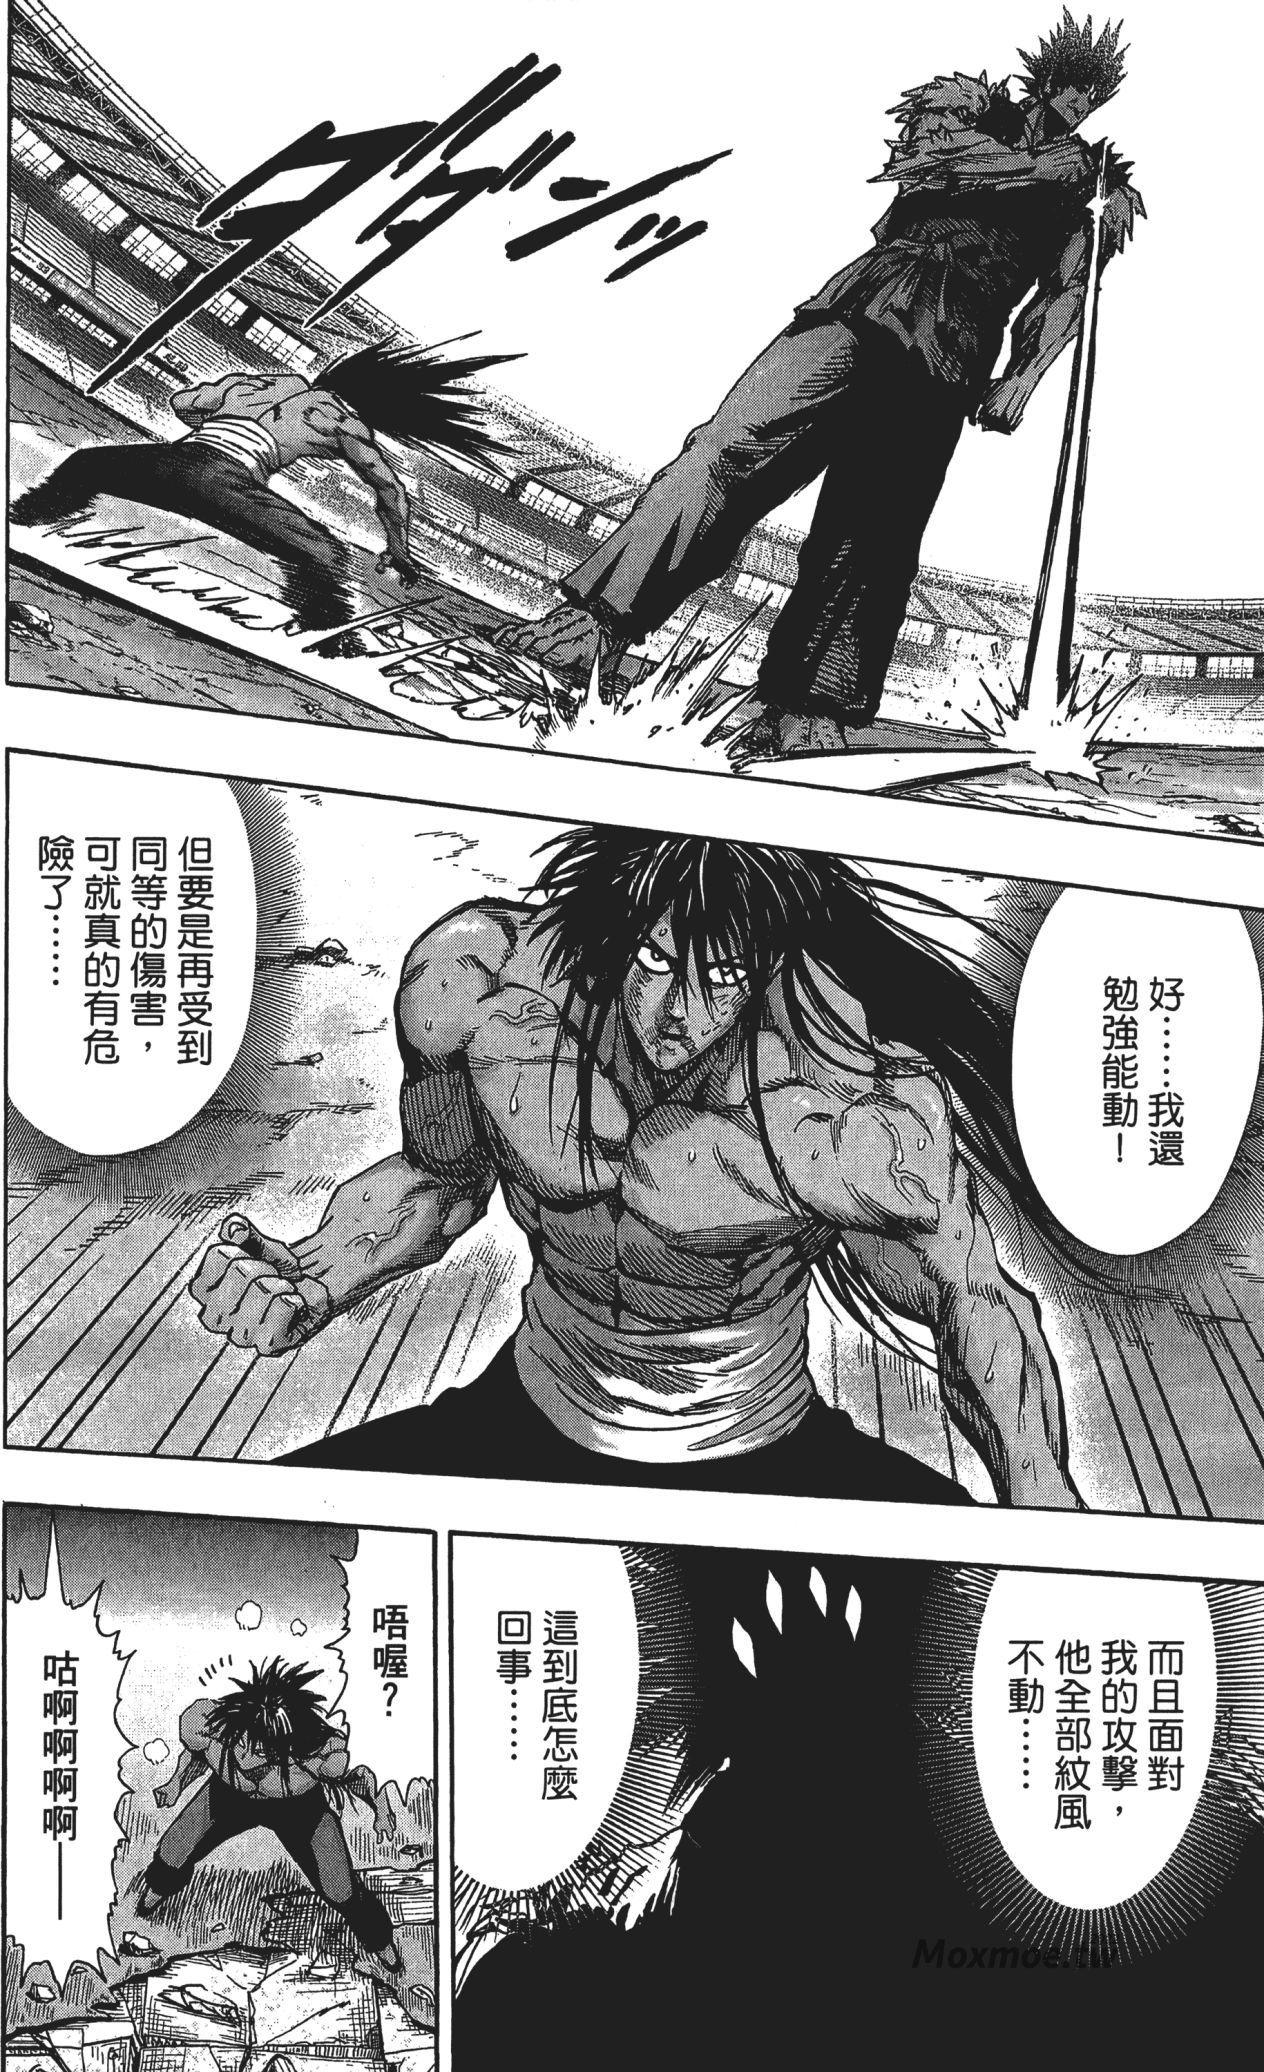 グダンッ
好……我還
勉強能動！
但要是再受到
同等的傷害，
可就真的有危
險了……
而且面對
我的攻擊，
他全部紋風
不動……
這到底怎麼
回事……
唔喔？
咕啊啊啊啊——